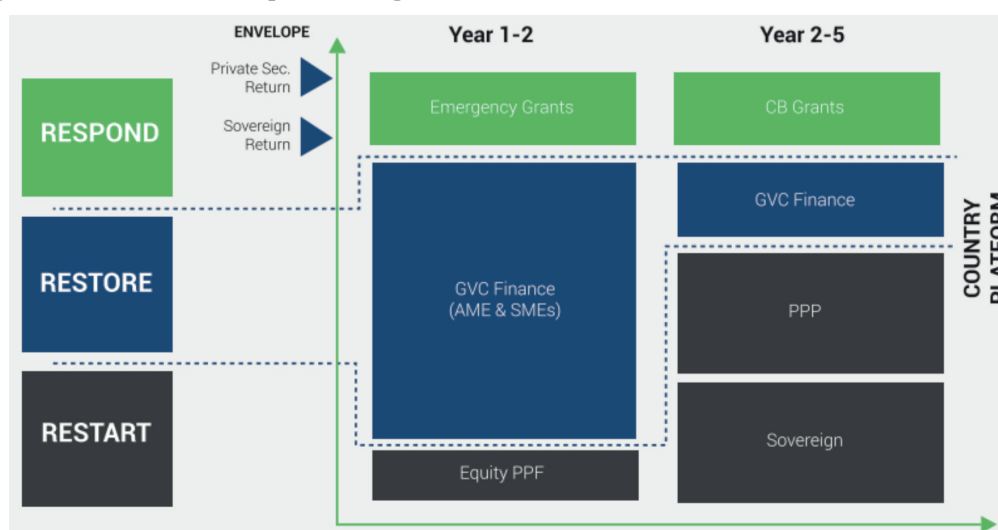 ENVELOPE
Year 1-2
Year 2-5
Private Sec.
Return
Sovereign
Return
RESPOND
Emergency Grants
CB Grants
RESTORE
GVC Finance
(AME & SMEs)
GVC Finance
PPP
RESTART
Equity PPF
Sovereign
COUNTRY
PLATFORM